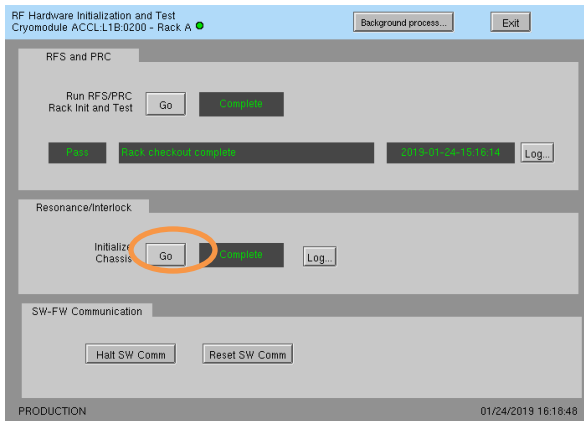 RF Hardware Initialization and Test
Cryomodule ACCL:L1B:0200 - Rack A
Background process...
Exit
RFS and PRC
Run RFS/PRC
Rack Init and Test
Go
Complete
Pass
Rack checkout complete
2019-01-24-15:16:14
Log...
Resonance/Interlock
Initialize
Chassis
Go
Complete
Log...
SW-FW Communication
Halt SW Comm
Reset SW Comm
PRODUCTION
01/24/2019 16:18:48